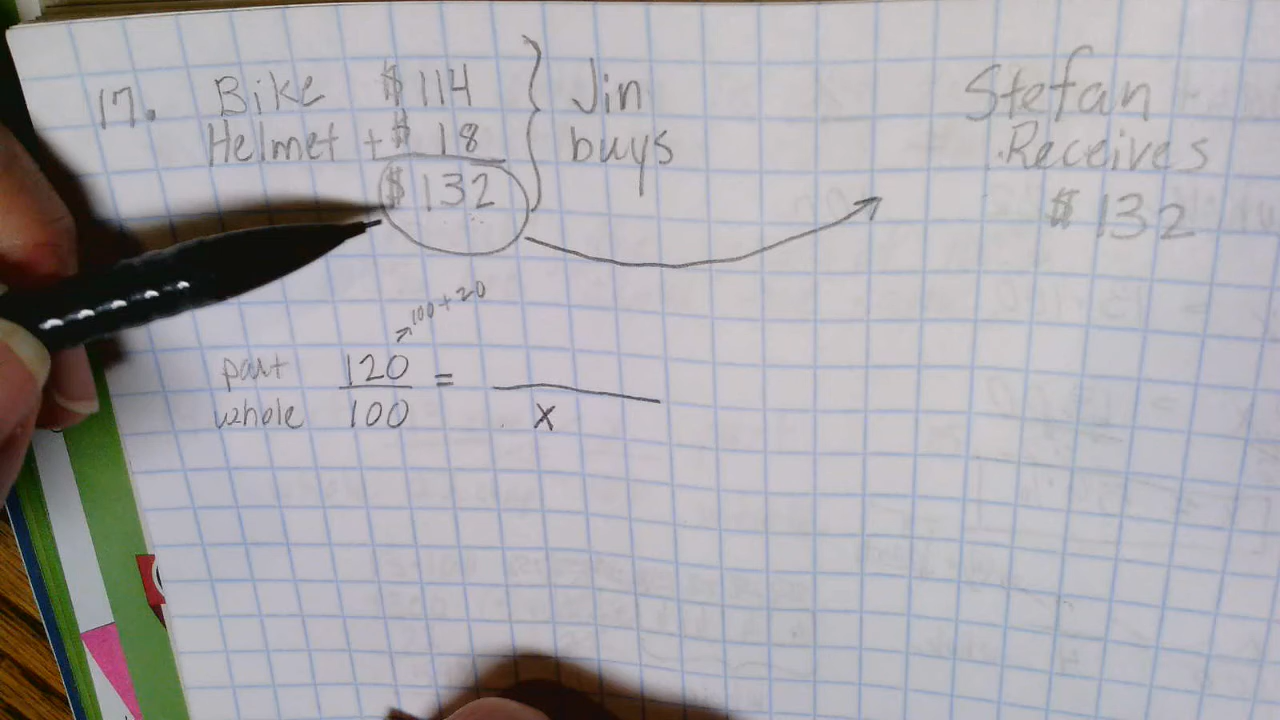 17. Bike $114
Helmet + $ 18
$ 132
Jin
buys
Stefan
Receives
$ 132
100 + 20
part 120 =
whole 100 x